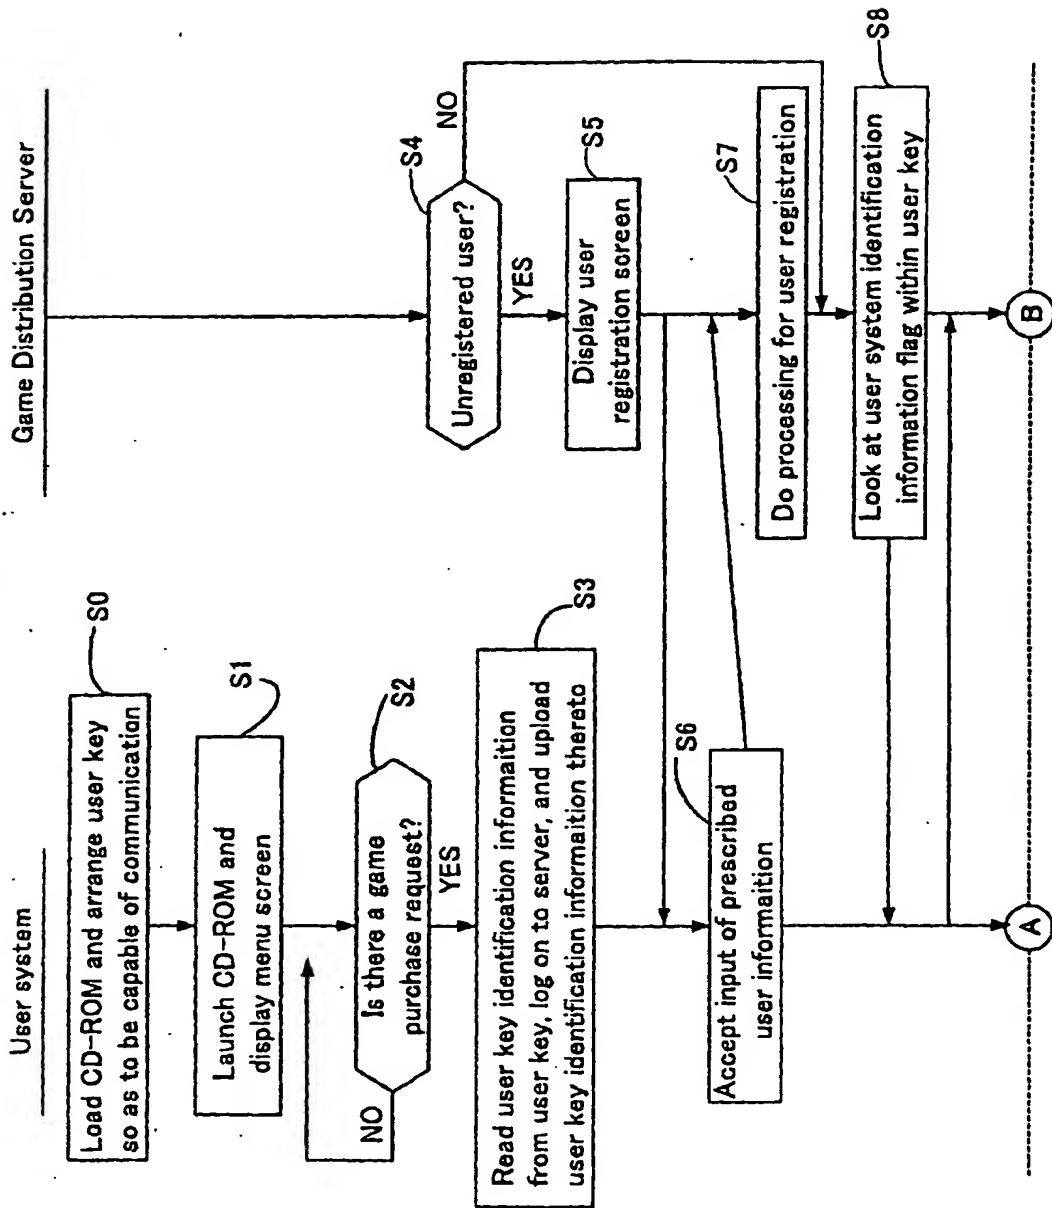 User system
Game Distribution Server
S0
Load CD-ROM and arrange user key
so as to be capable of communication
S1
Launch CD-ROM and
display menu screen
S2
Is there a game
purchase request?
NO
YES
S3
Read user key identification informaition
from user key, log on to server, and upload
user key identification informaition thereto
S4
Unregistered user?
NO
YES
S5
Display user
registration screen
S6
Accept input of prescribed
user informaition
S7
Do processing for user registration
S8
Look at user system identification
information flag within user key
A
B